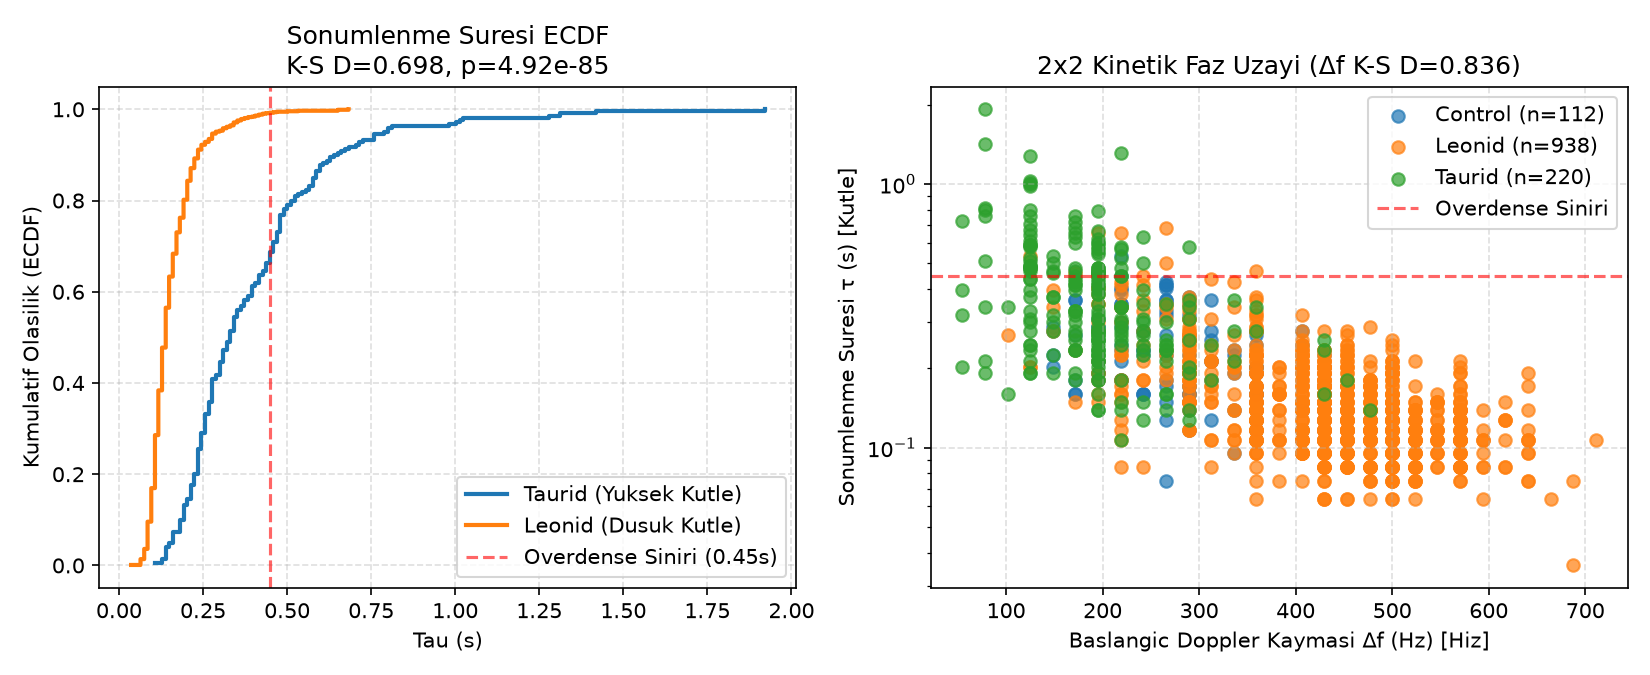 Sonumlenme Suresi ECDF
K-S D=0.698, p=4.92e-85
Kumulatif Olasilik (ECDF)
1.0
0.8
0.6
0.4
0.2
0.0
0.00 0.25 0.50 0.75 1.00 1.25 1.50 1.75 2.00
Tau (s)
Taurid (Yuksek Kutle)
Leonid (Dusuk Kutle)
Overdense Siniri (0.45s)
2x2 Kinetik Faz Uzayi (Δf K-S D=0.836)
Sonumlenme Suresi τ (s) [Kutle]
10⁰
10⁻¹
100 200 300 400 500 600 700
Baslangic Doppler Kaymasi Δf (Hz) [Hiz]
Control (n=112)
Leonid (n=938)
Taurid (n=220)
Overdense Siniri